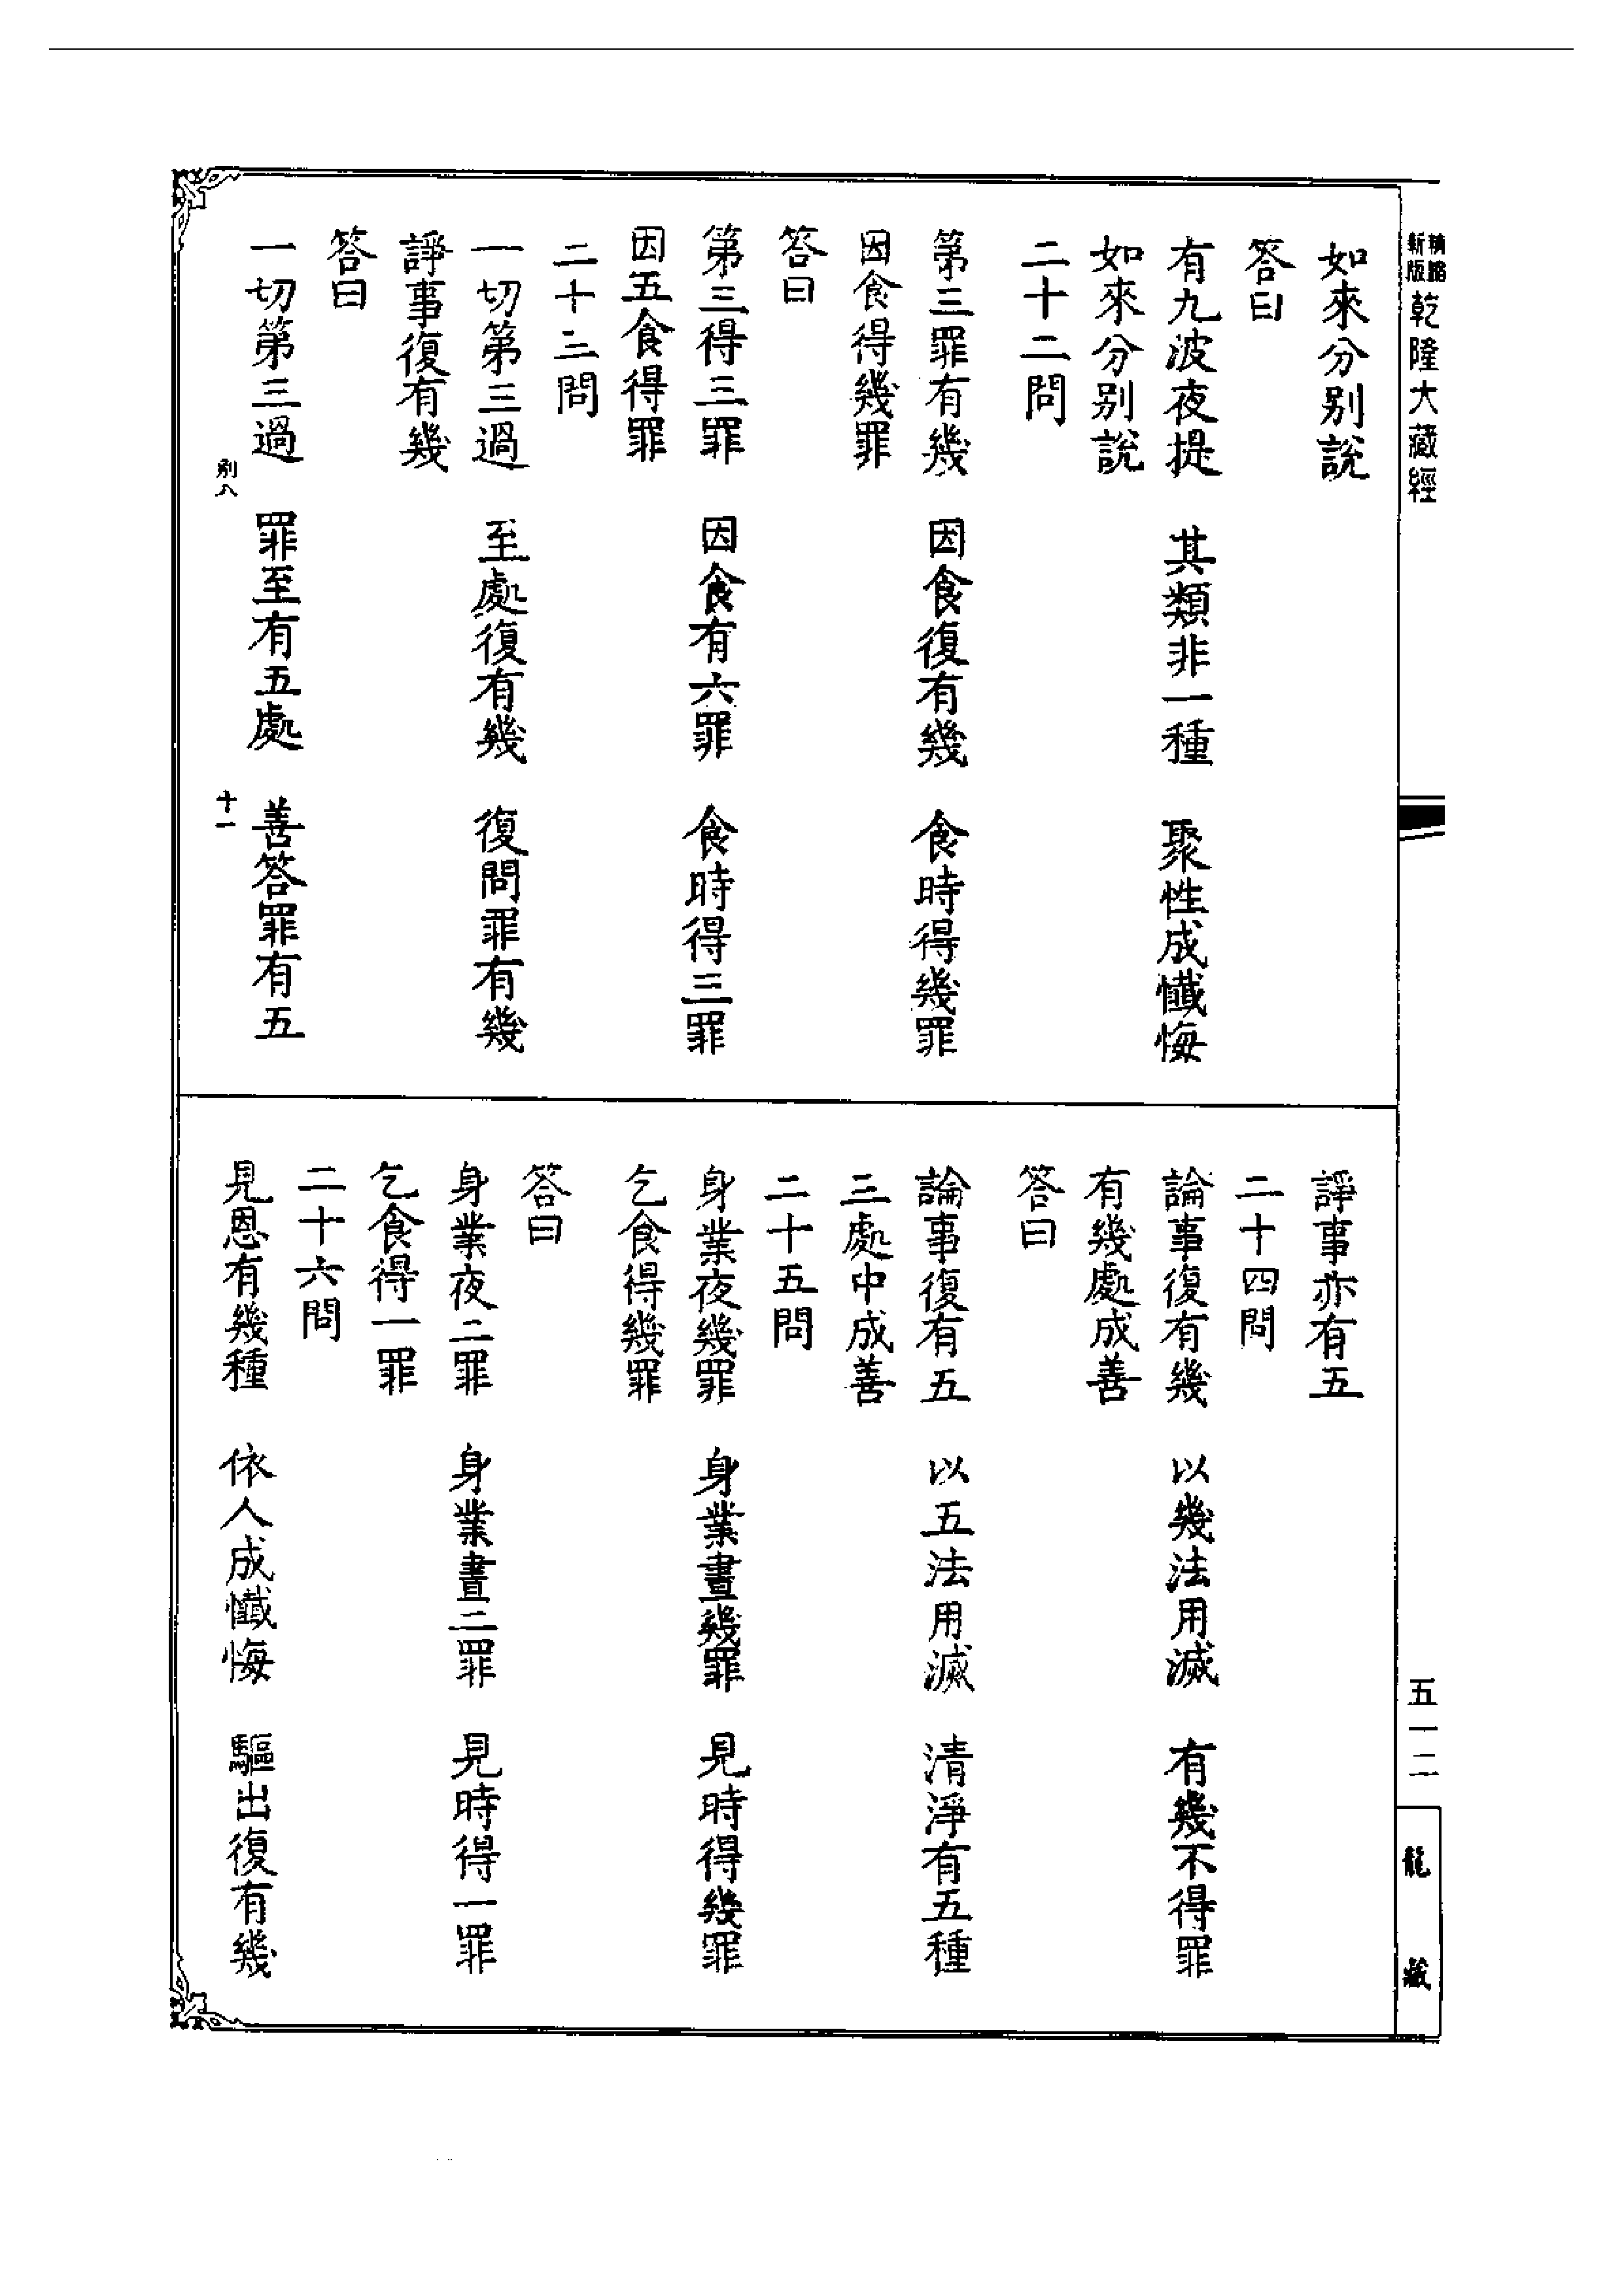 新版 精縮 乾隆大藏經
如來分別說
答曰
有九波夜提 其類非一種 聚性成懺悔
如來分別說
二十二問
第三罪有幾 因食復有幾 食時得幾罪
因食得幾罪
答曰
第三得三罪 因食有六罪 食時得三罪
因五食得罪
二十三問
一切第三過 至處復有幾 復問罪有幾
諍事復有幾
答曰
一切第三過 罪至有五處 善答罪有五
別八 十一
諍事亦有五
二十四問
論事復有幾 以幾法用滅 有幾不得罪
有幾處成善
答曰
論事復有五 以五法用滅 清淨有五種
三處中成善
二十五問
身業夜幾罪 身業晝幾罪 見時得幾罪
乞食得幾罪
答曰
身業夜二罪 身業晝二罪 見時得一罪
乞食得一罪
二十六問
見恩有幾種 依人成懺悔 驅出復有幾
五一二
龍藏